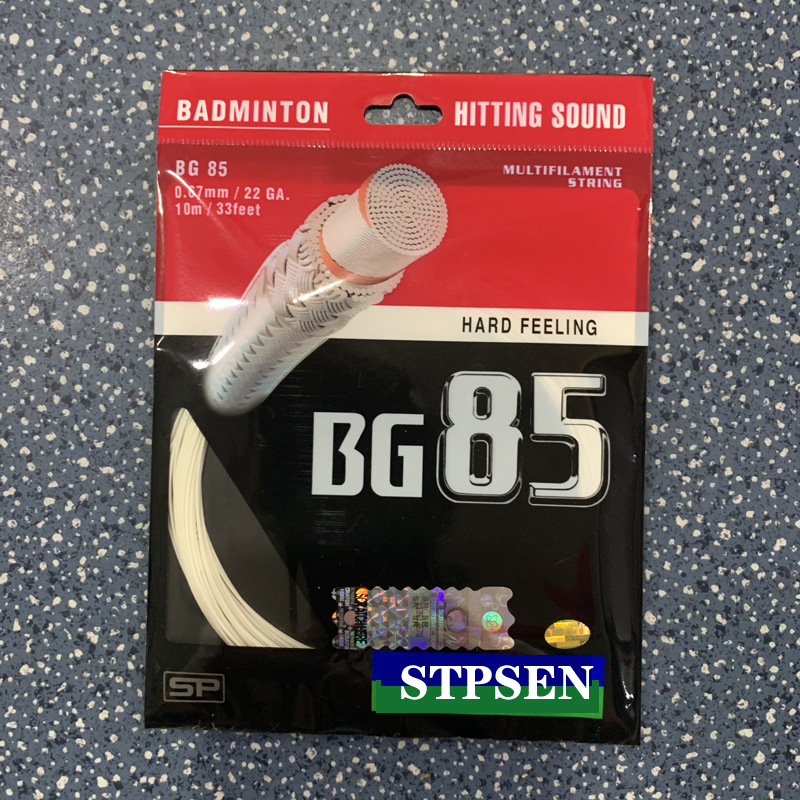 BADMINTON
HITTING SOUND
BG 85
0.67mm / 22 GA.
10m / 33feet
MULTIFILAMENT
STRING
HARD FEELING
BG85
SP
STPSEN